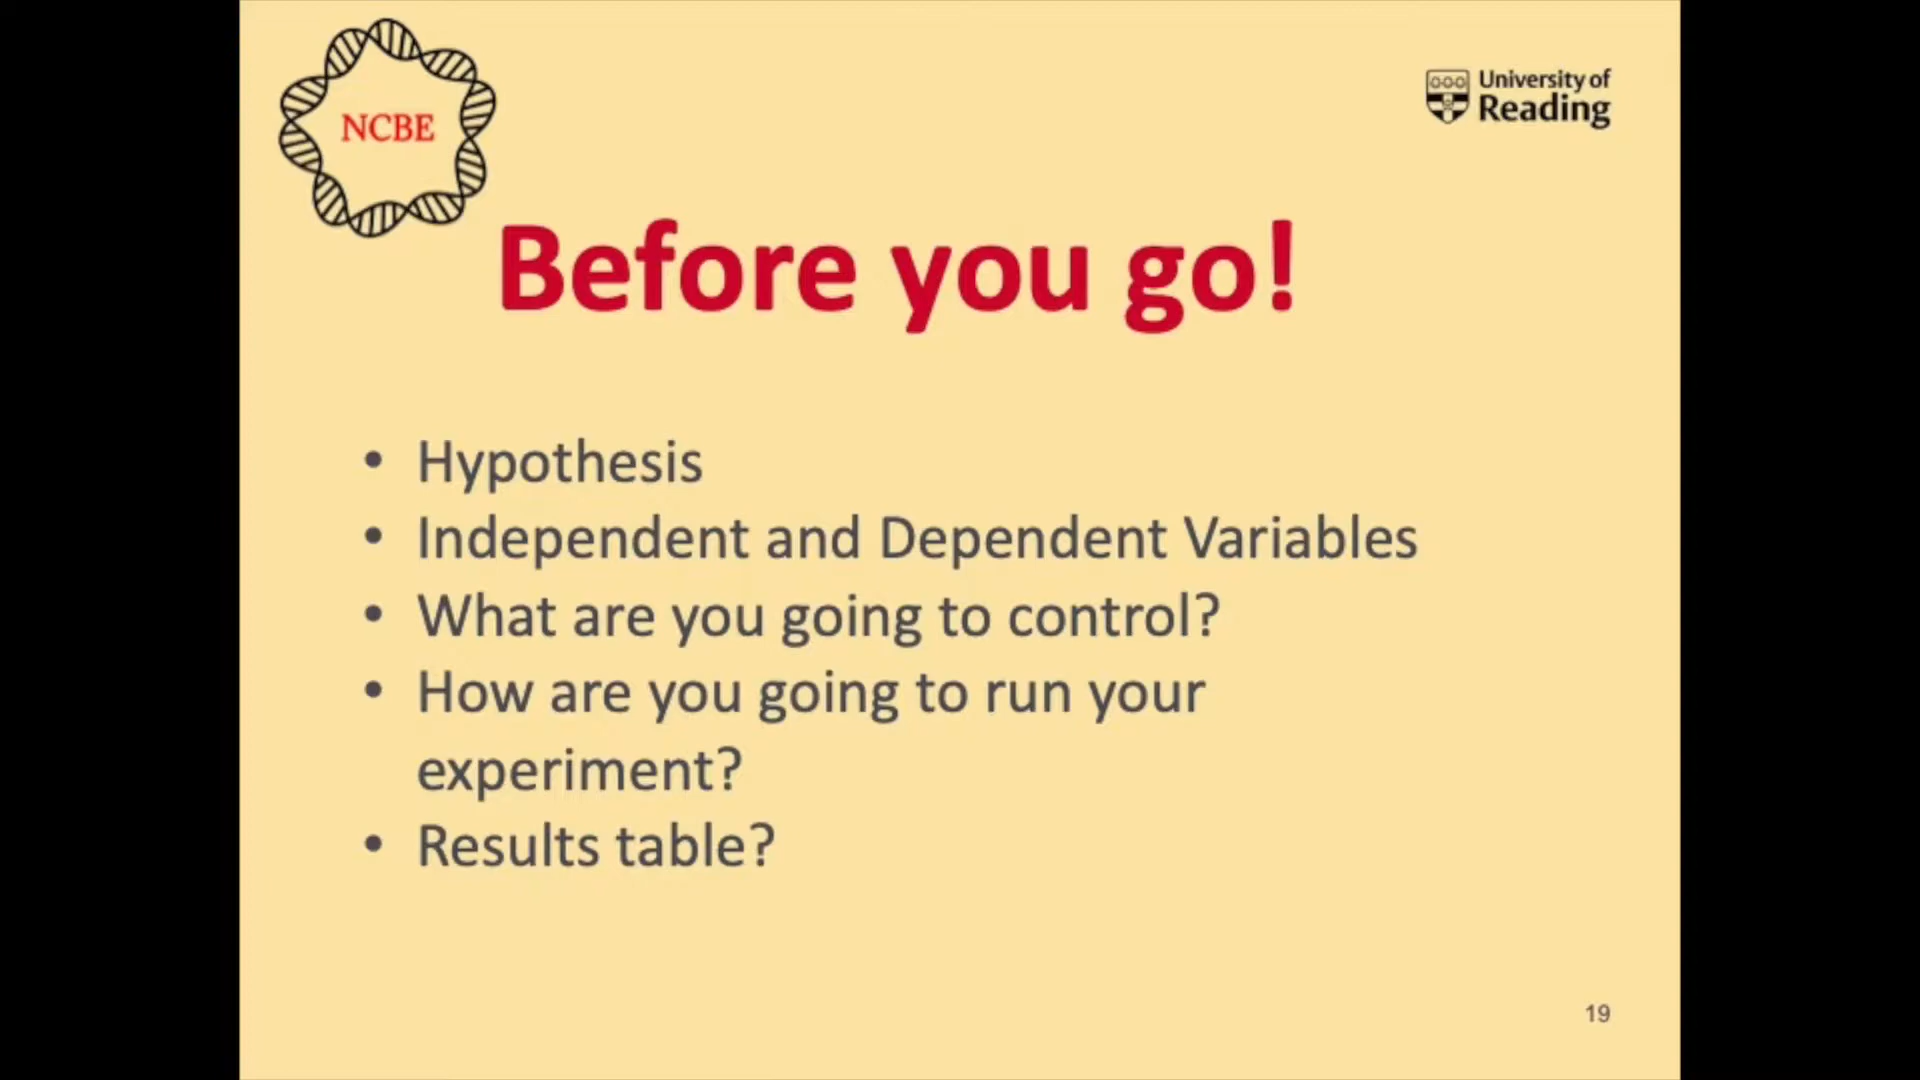 NCBE
University of
Reading
Before you go!
• Hypothesis
• Independent and Dependent Variables
• What are you going to control?
• How are you going to run your
experiment?
• Results table?
19